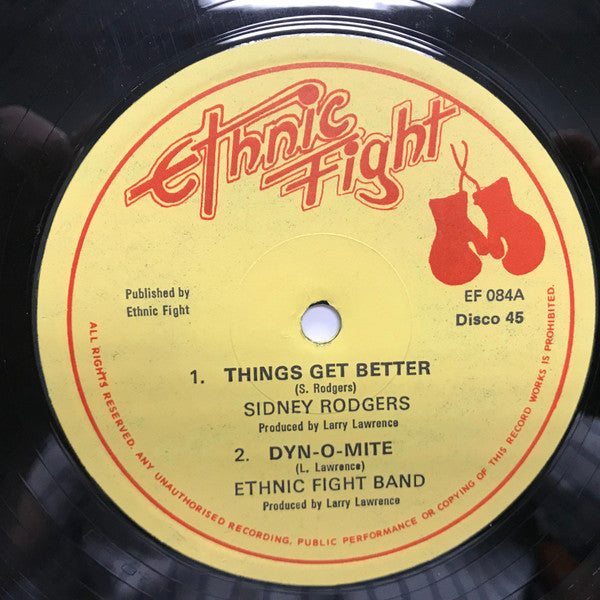 Ethnic
Fight
Published by
Ethnic Fight
EF 084A
Disco 45
1. THINGS GET BETTER
(S. Rodgers)
SIDNEY RODGERS
Produced by Larry Lawrence
2. DYN-O-MITE
(L. Lawrence)
ETHNIC FIGHT BAND
Produced by Larry Lawrence
ALL RIGHTS RESERVED. ANY UNAUTHORISED RECORDING, PUBLIC PERFORMANCE OR COPYING OF THIS RECORD WORKS IS PROHIBITED.